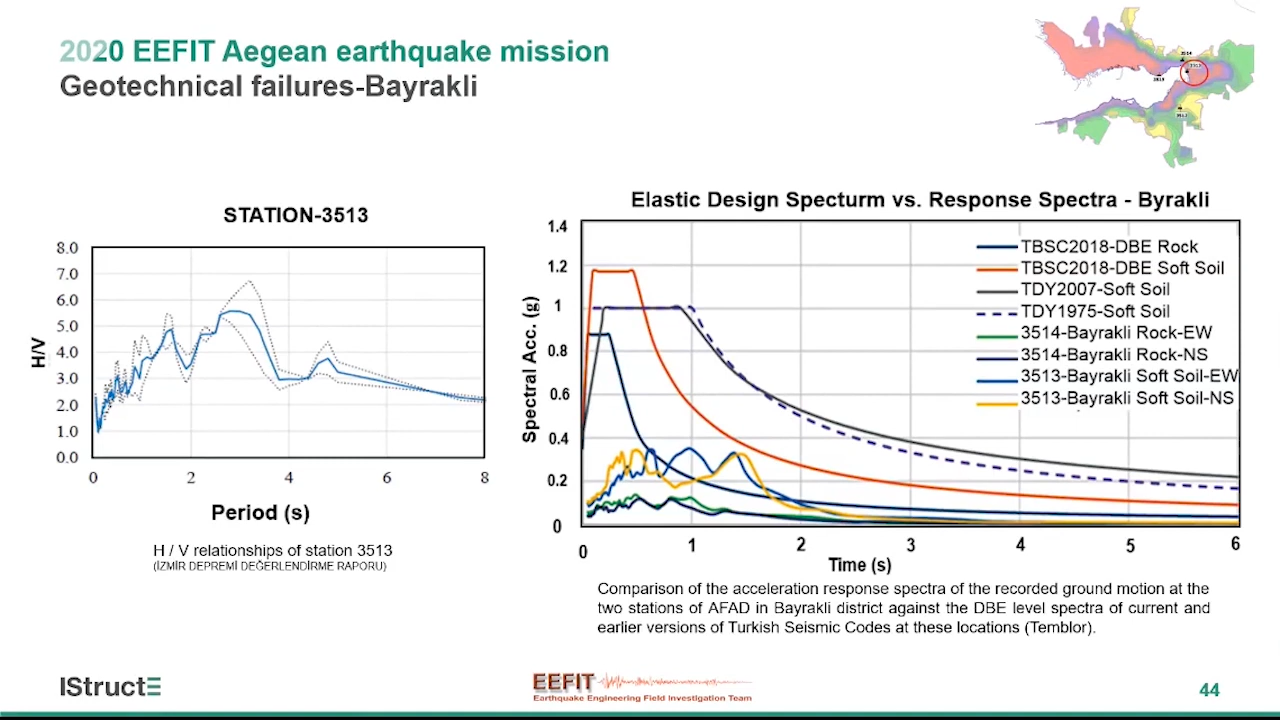 2020 EEFIT Aegean earthquake mission
Geotechnical failures-Bayrakli
3514
3513
STATION-3513
8.0
7.0
6.0
5.0
4.0
3.0
2.0
1.0
0.0
H/V
0 2 4 6 8
Period (s)
H / V relationships of station 3513
(İZMİR DEPREMİ DEĞERLENDİRME RAPORU)
Elastic Design Specturm vs. Response Spectra - Byrakli
1.4
1.2
1
0.8
0.6
0.4
0.2
0
Spectral Acc. (g)
TBSC2018-DBE Rock
TBSC2018-DBE Soft Soil
TDY2007-Soft Soil
TDY1975-Soft Soil
3514-Bayrakli Rock-EW
3514-Bayrakli Rock-NS
3513-Bayrakli Soft Soil-EW
3513-Bayrakli Soft Soil-NS
0 1 2 3 4 5 6
Time (s)
Comparison of the acceleration response spectra of the recorded ground motion at the
two stations of AFAD in Bayrakli district against the DBE level spectra of current and
earlier versions of Turkish Seismic Codes at these locations (Temblor).
IStructE
EEFIT
Earthquake Engineering Field Investigation Team
44